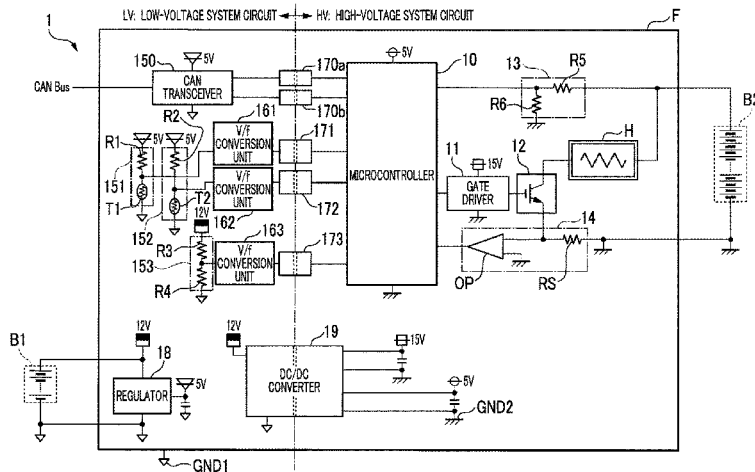 LV: LOW-VOLTAGE SYSTEM CIRCUIT
HV: HIGH-VOLTAGE SYSTEM CIRCUIT
F
1
CAN Bus
150
5V
CAN
TRANSCEIVER
170a
170b
5V
10
MICROCONTROLLER
13
R5
R6
B2
R1
5V
5V
R2
151
T1
T2
152
161
V/f
CONVERSION
UNIT
171
V/f
CONVERSION
UNIT
162
172
11
15V
GATE
DRIVER
12
H
14
OP
RS
12V
R3
153
R4
163
V/f
CONVERSION
UNIT
173
B1
12V
18
REGULATOR
5V
12V
19
DC/DC
CONVERTER
15V
5V
GND2
GND1